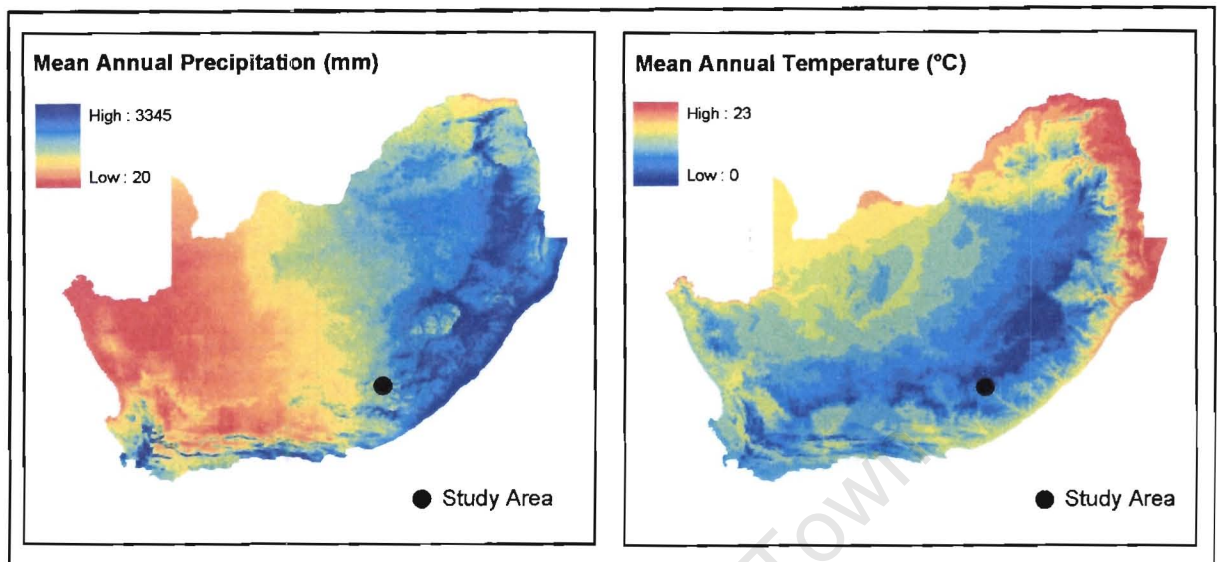 Mean Annual Precipitation (mm)
High : 3345
Low : 20
Study Area
Mean Annual Temperature (°C)
High : 23
Low : 0
Study Area
Town